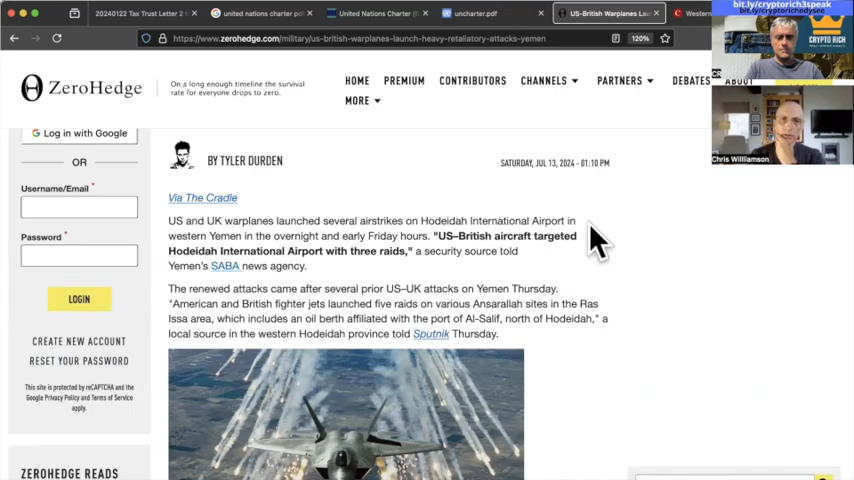 20240122 Tax Trust Letter 2
united nations charter pdf
United Nations Charter (f
uncharter.pdf
US-British Warplanes Launc
Western
bit.ly/cryptorich3speak
bit.ly/cryptorichodysee
https://www.zerohedge.com/military/us-british-warplanes-launch-heavy-retaliatory-attacks-yemen
120%
CRYPTO RICH
ZeroHedge
On a long enough timeline the survival
rate for everyone drops to zero.
HOME PREMIUM CONTRIBUTORS CHANNELS PARTNERS DEBATES ABOUT
MORE
Chris Williamson
G Log in with Google
OR
Username/Email *
Password *
LOGIN
CREATE NEW ACCOUNT
RESET YOUR PASSWORD
This site is protected by reCAPTCHA and the
Google Privacy Policy and Terms of Service
apply.
ZEROHEDGE READS
BY TYLER DURDEN
SATURDAY, JUL 13, 2024 - 01:10 PM
Via The Cradle
US and UK warplanes launched several airstrikes on Hodeidah International Airport in
western Yemen in the overnight and early Friday hours. "US–British aircraft targeted
Hodeidah International Airport with three raids," a security source told
Yemen's SABA news agency.
The renewed attacks came after several prior US–UK attacks on Yemen Thursday.
"American and British fighter jets launched five raids on various Ansarallah sites in the Ras
Issa area, which includes an oil berth affiliated with the port of Al-Salif, north of Hodeidah," a
local source in the western Hodeidah province told Sputnik Thursday.